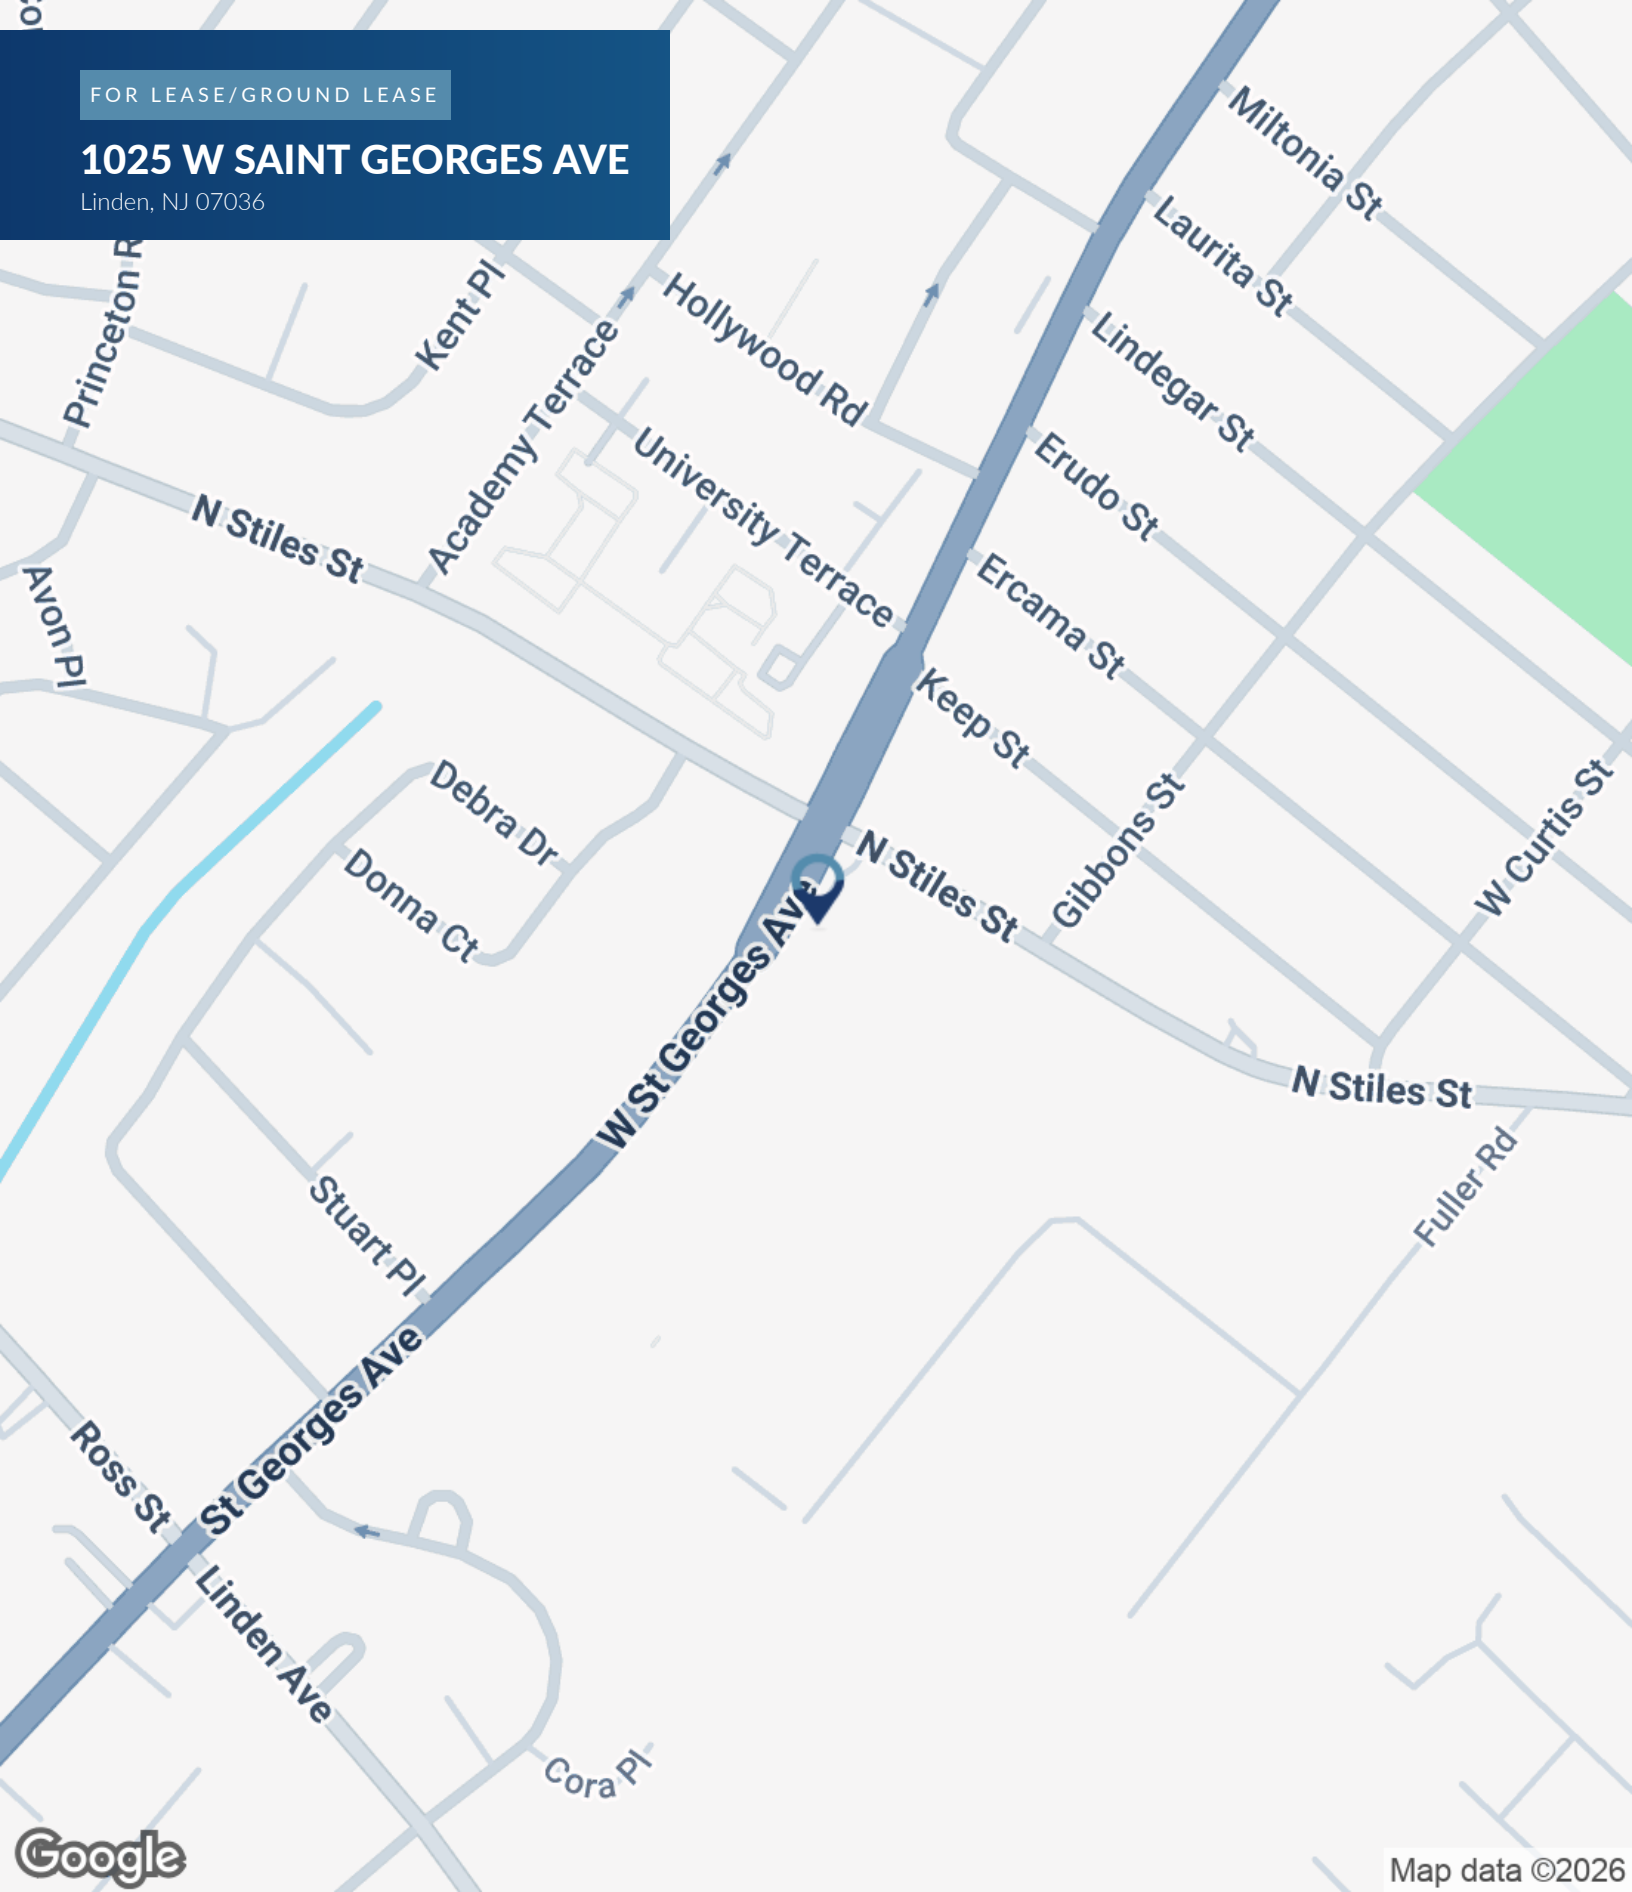 FOR LEASE/GROUND LEASE
1025 W SAINT GEORGES AVE
Linden, NJ 07036
Miltonia St
Laurita St
Princeton
Kent Pl
Hollywood Rd
Lindegar St
Academy Terrace
University Terrace
Erudo St
N Stiles St
Ercama St
Avon Pl
Keep St
Debra Dr
Donna Ct
N Stiles St
Gibbons St
W Curtis St
W St Georges Ave
N Stiles St
Fuller Rd
Stuart Pl
St Georges Ave
Ross St
Linden Ave
Cora Pl
Google
Map data ©2026